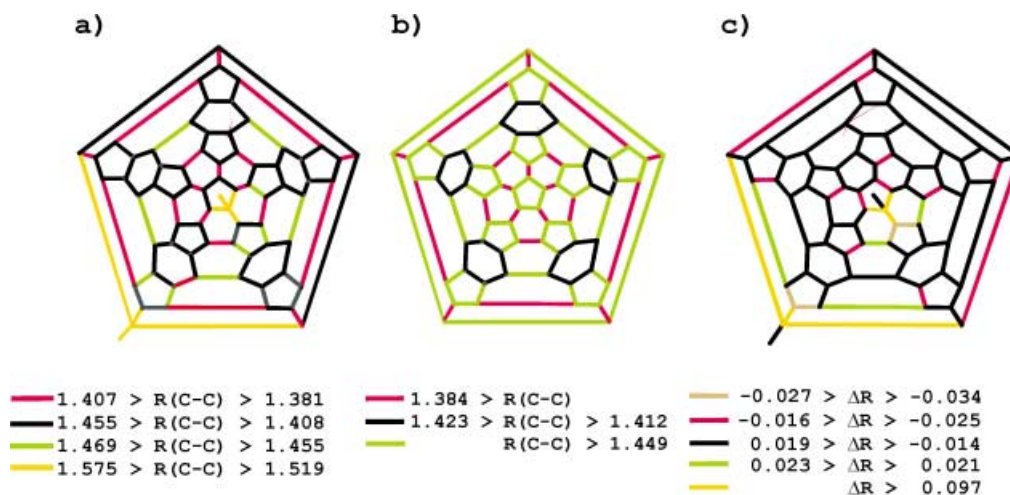 a) b) c)
1.407 > R(C-C) > 1.381
1.455 > R(C-C) > 1.408
1.469 > R(C-C) > 1.455
1.575 > R(C-C) > 1.519
1.384 > R(C-C)
1.423 > R(C-C) > 1.412
R(C-C) > 1.449
-0.027 > ΔR > -0.034
-0.016 > ΔR > -0.025
0.019 > ΔR > -0.014
0.023 > ΔR > 0.021
ΔR > 0.097